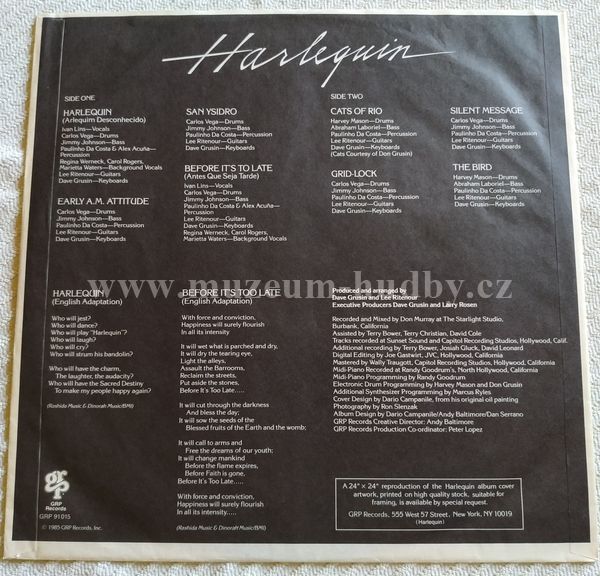 Harlequin
SIDE ONE
HARLEQUIN
(Arlequim Desconhecido)
Ivan Lins—Vocals
Carlos Vega—Drums
Jimmy Johnson—Bass
Paulinho Da Costa & Alex Acuña—
Percussion
Regina Werneck, Carol Rogers,
Marietta Waters—Background Vocals
Lee Ritenour—Guitars
Dave Grusin—Keyboards
EARLY A.M. ATTITUDE
Carlos Vega—Drums
Jimmy Johnson—Bass
Paulinho Da Costa—Percussion
Lee Ritenour—Guitars
Dave Grusin—Keyboards
SAN YSIDRO
Carlos Vega—Drums
Jimmy Johnson—Bass
Paulinho Da Costa—Percussion
Lee Ritenour—Guitars
Dave Grusin—Keyboards
BEFORE IT'S TO LATE
(Antes Que Seja Tarde)
Ivan Lins—Vocals
Carlos Vega—Drums
Jimmy Johnson—Bass
Paulinho Da Costa & Alex Acuña—
Percussion
Lee Ritenour—Guitars
Dave Grusin—Keyboards
Regina Werneck, Carol Rogers,
Marietta Waters—Background Vocals
SIDE TWO
CATS OF RIO
Harvey Mason—Drums
Abraham Laboriel—Bass
Paulinho Da Costa—Percussion
Lee Ritenour—Guitars
Dave Grusin—Keyboards
(Cats Courtesy of Don Grusin)
GRID-LOCK
Carlos Vega—Drums
Jimmy Johnson—Bass
Paulinho Da Costa—Percussion
Lee Ritenour—Guitars
Dave Grusin—Keyboards
SILENT MESSAGE
Carlos Vega—Drums
Jimmy Johnson—Bass
Paulinho Da Costa—Percussion
Lee Ritenour—Guitars
Dave Grusin—Keyboards
THE BIRD
Harvey Mason—Drums
Abraham Laboriel—Bass
Paulinho Da Costa—Percussion
Lee Ritenour—Guitars
Dave Grusin—Keyboards
www.muzeumhudby.cz
HARLEQUIN
(English Adaptation)
Who will jest?
Who will dance?
Who will play "Harlequin"?
Who will laugh?
Who will cry?
Who will strum his bandolin?
Who will have the charm,
The laughter, the audacity?
Who will have the Sacred Destiny
To make my people happy again?
(Rashida Music & Dinorah Music/BMI)
BEFORE IT'S TOO LATE
(English Adaptation)
With force and conviction,
Happiness will surely flourish
In all its intensity
It will wet what is parched and dry,
It will dry the tearing eye,
Light the alleys,
Assault the Barrooms,
Reclaim the streets,
Put aside the stones,
Before It's Too Late.....
It will cut through the darkness
And bless the day;
It will sow the seeds of the
Blessed fruits of the Earth and the womb;
It will call to arms and
Free the dreams of our youth;
It will change mankind
Before the flame expires,
Before Faith is gone,
Before It's Too Late.....
With force and conviction,
Happiness will surely flourish
In all its intensity.....
(Rashida Music & Dinorah Music/BMI)
Produced and arranged by
Dave Grusin and Lee Ritenour
Executive Producers Dave Grusin and Larry Rosen
Recorded and Mixed by Don Murray at The Starlight Studio,
Burbank, California
Assisted by Terry Bower, Terry Christian, David Cole
Tracks recorded at Sunset Sound and Capitol Recording Studios, Hollywood, Calif.
Additional recording by Terry Bower, Josiah Gluck, David Leonard
Digital Editing by Joe Gastwirt, JVC, Hollywood, Calif.
Mastered by Wally Traugott, Capitol Recording Studios, Hollywood, Calif.
Midi-Piano Recorded at Randy Goodrum's, North Hollywood, Calif.
Midi-Piano Programming by Randy Goodrum
Electronic Drum Programming by Harvey Mason and Don Grusin
Additional Synthesizer Programming by Marcus Ryles
Cover Design by Dario Campanile, from his original oil painting
Photography by Ron Slenzak
Album Design by Dario Campanile/Andy Baltimore/Dan Serrano
GRP Records Creative Director: Andy Baltimore
GRP Records Production Co-ordinator: Peter Lopez
A 24" × 24" reproduction of the Harlequin album cover
artwork, printed on high quality stock, suitable for
framing, is available by special request.
GRP Records, 555 West 57 Street, New York, NY 10019
(Harlequin)
grp
GRP
Records
GRP 91015
© 1985 GRP Records, Inc.